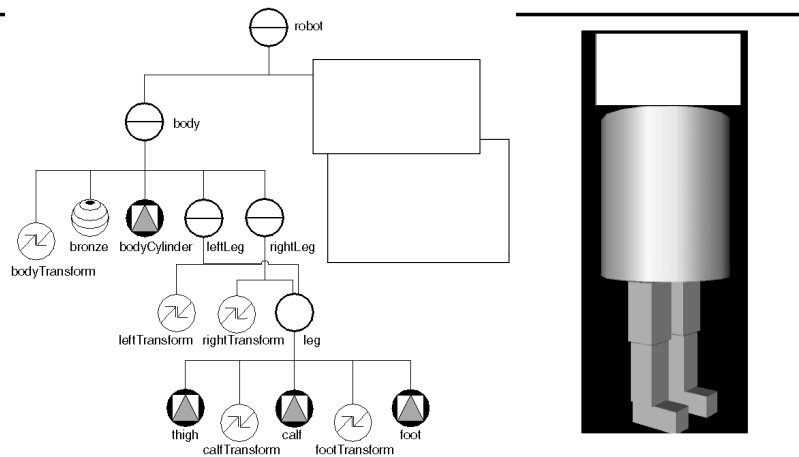 robot
body
bronze bodyCylinder leftLeg rightLeg
bodyTransform
leftTransform rightTransform leg
thigh calf foot
calfTransform footTransform